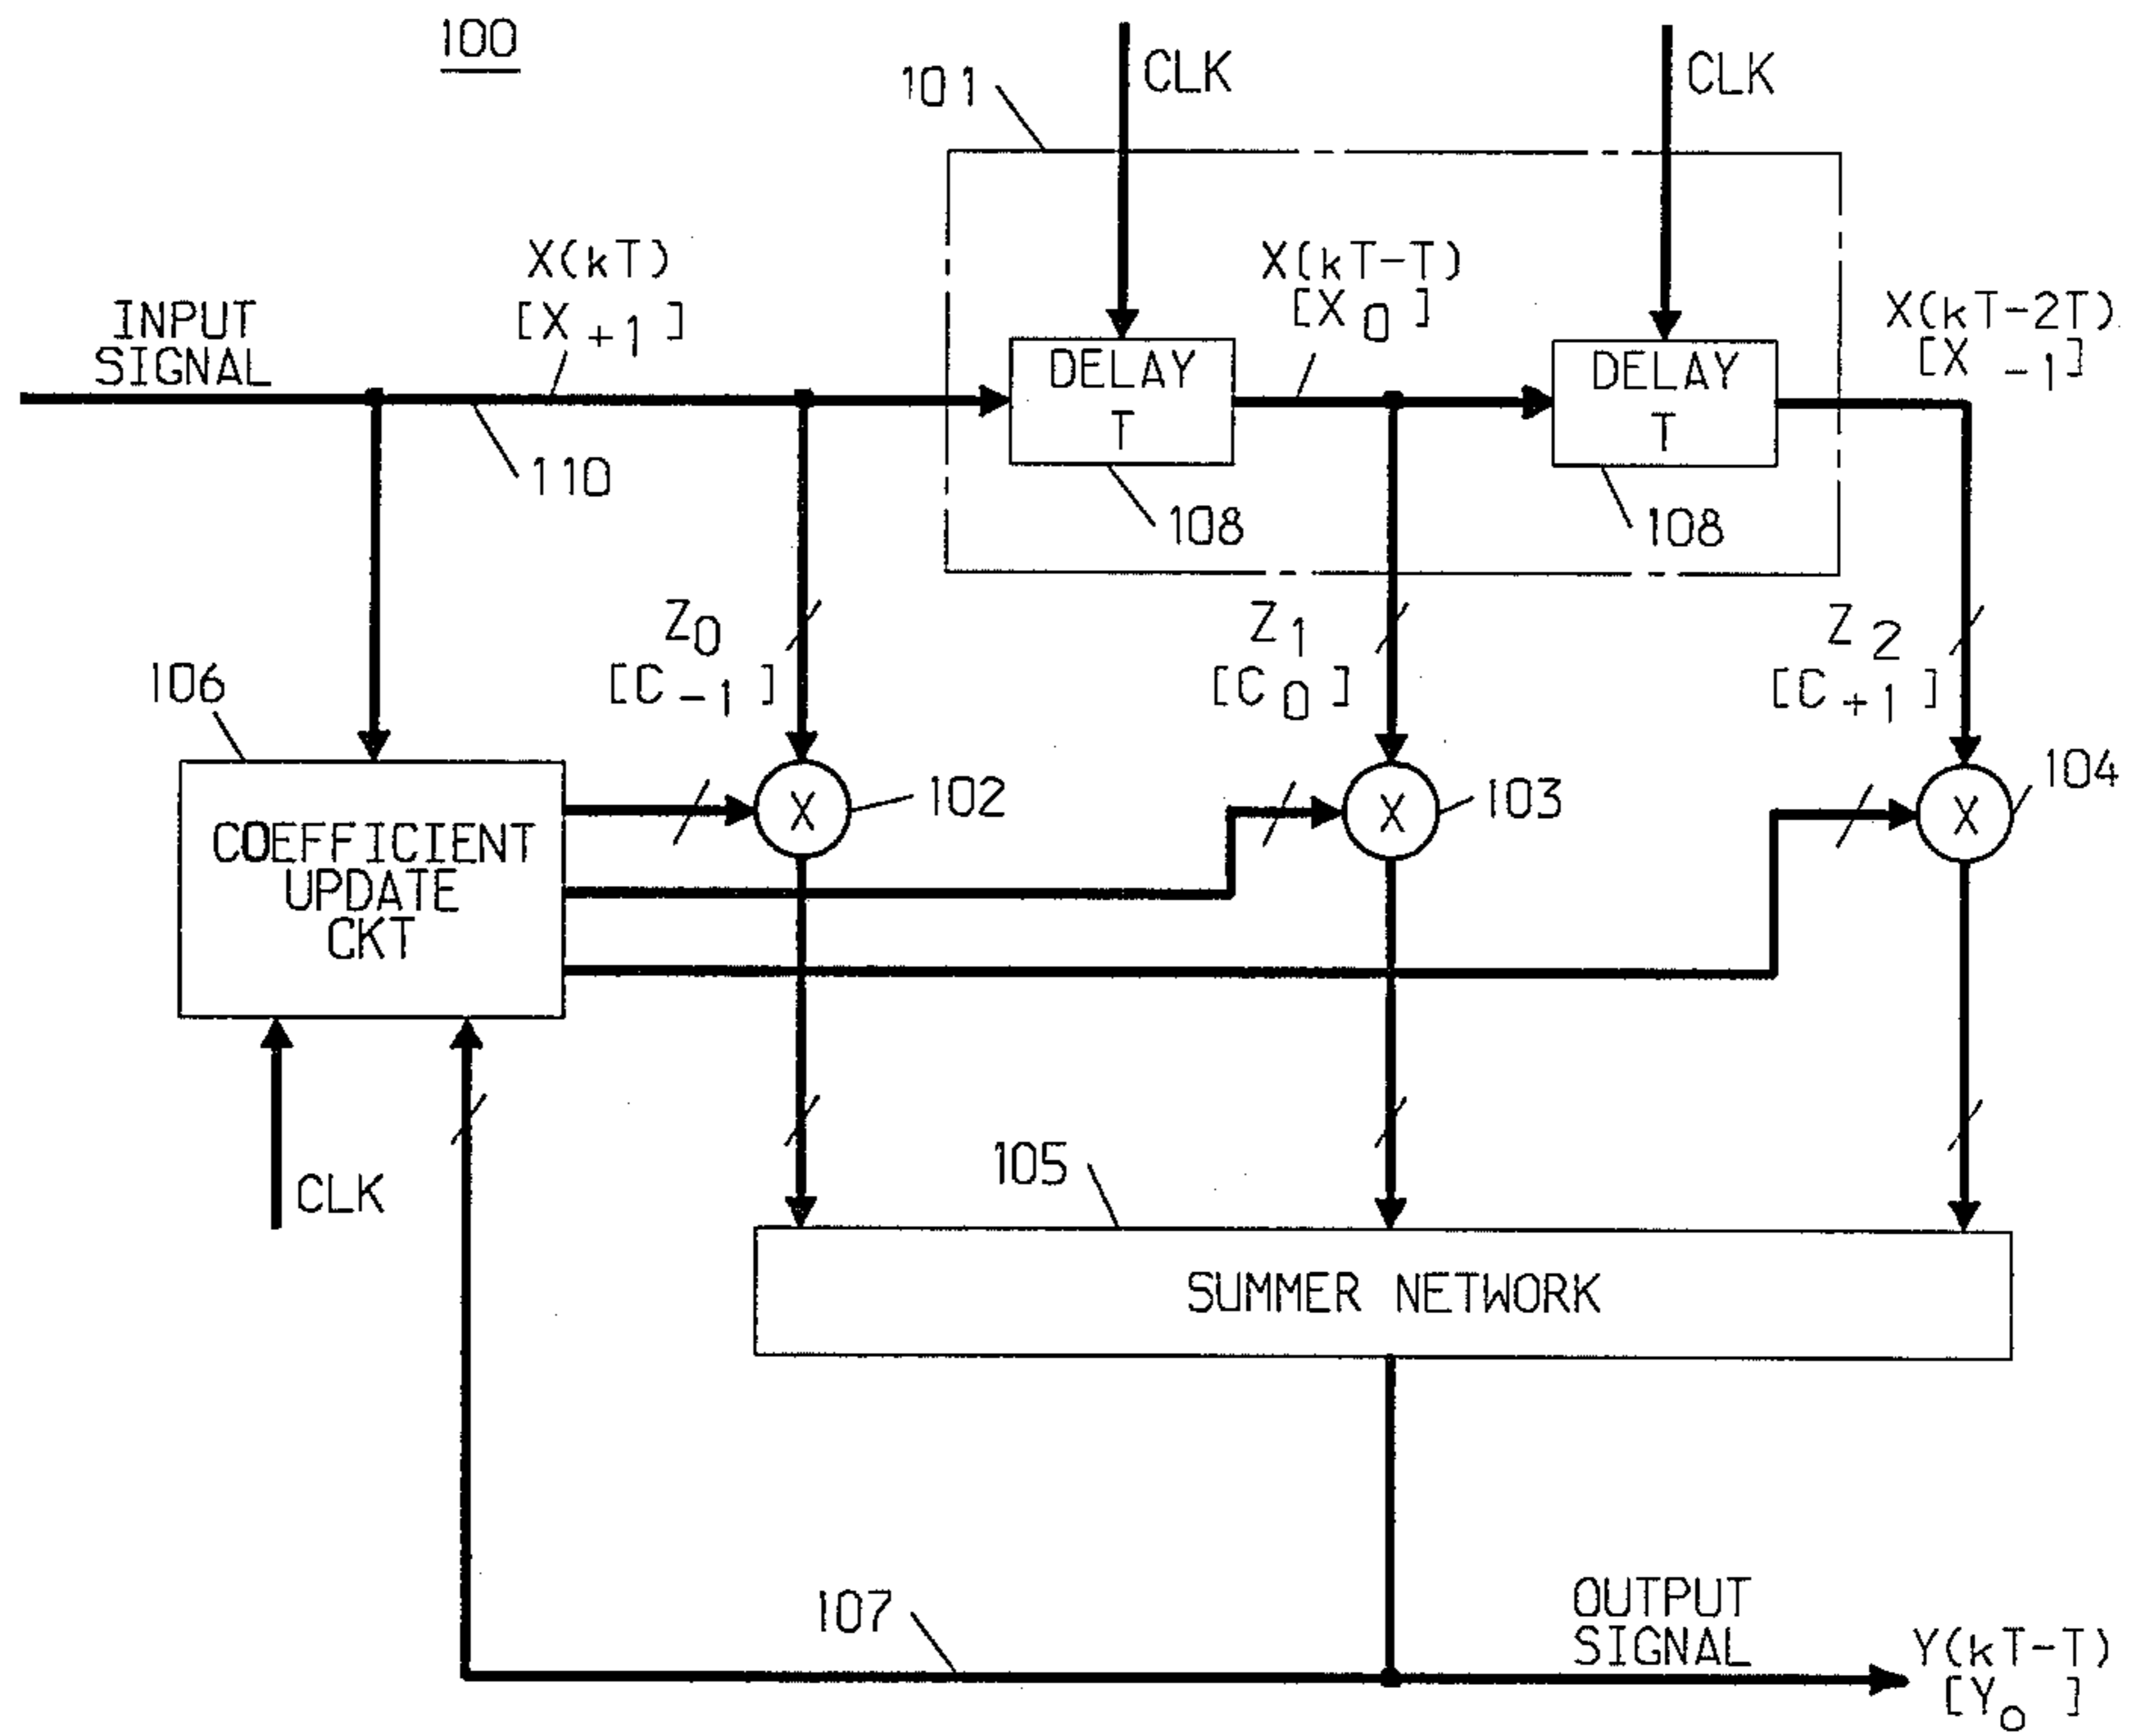 100
CLK
CLK
101
X(kT)
[X+1]
X(kT-T)
[X0]
X(kT-2T)
[X-1]
INPUT
SIGNAL
DELAY
T
DELAY
T
110
108
108
Z0
[C-1]
Z1
[C0]
Z2
[C+1]
106
X
102
X
103
X
104
COEFFICIENT
UPDATE
CKT
CLK
105
SUMMER NETWORK
107
OUTPUT
SIGNAL
Y(kT-T)
[Y0]